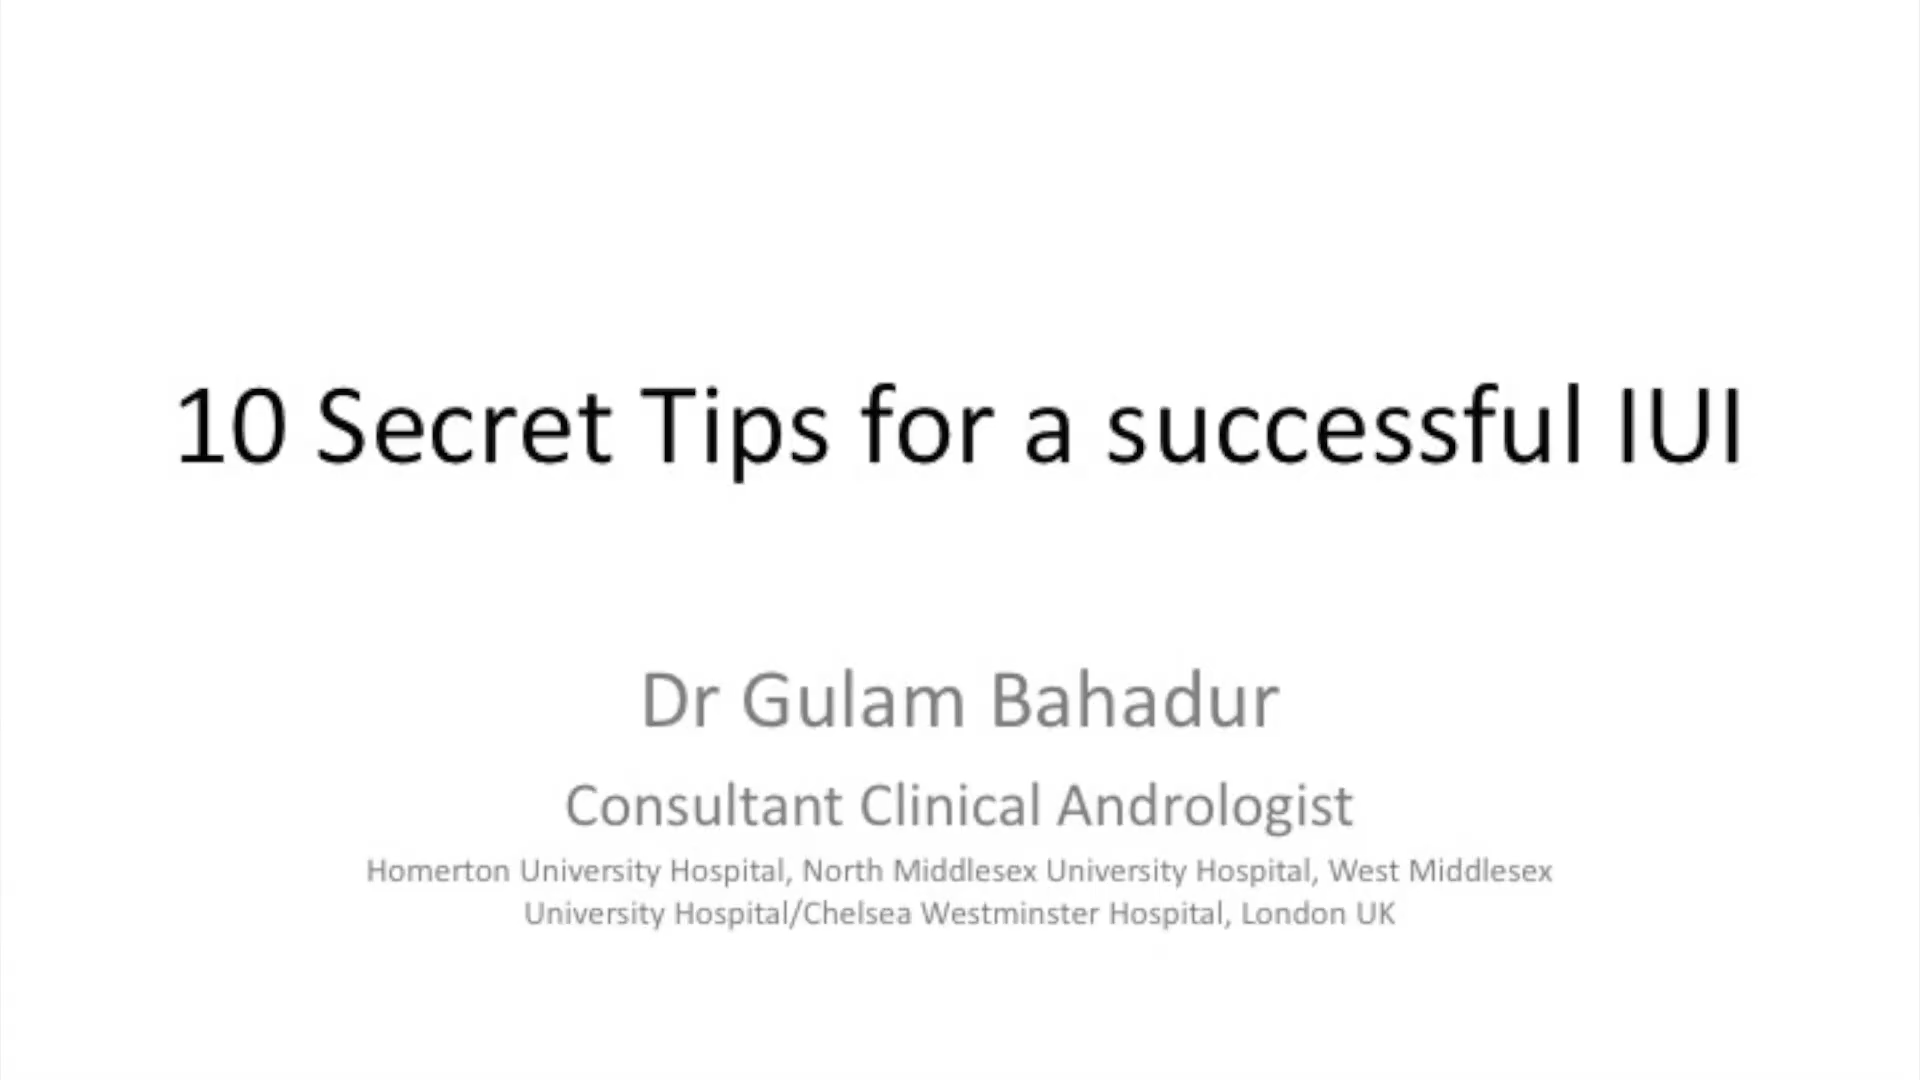 10 Secret Tips for a successful IUI
Dr Gulam Bahadur
Consultant Clinical Andrologist
Homerton University Hospital, North Middlesex University Hospital, West Middlesex
University Hospital/Chelsea Westminster Hospital, London UK